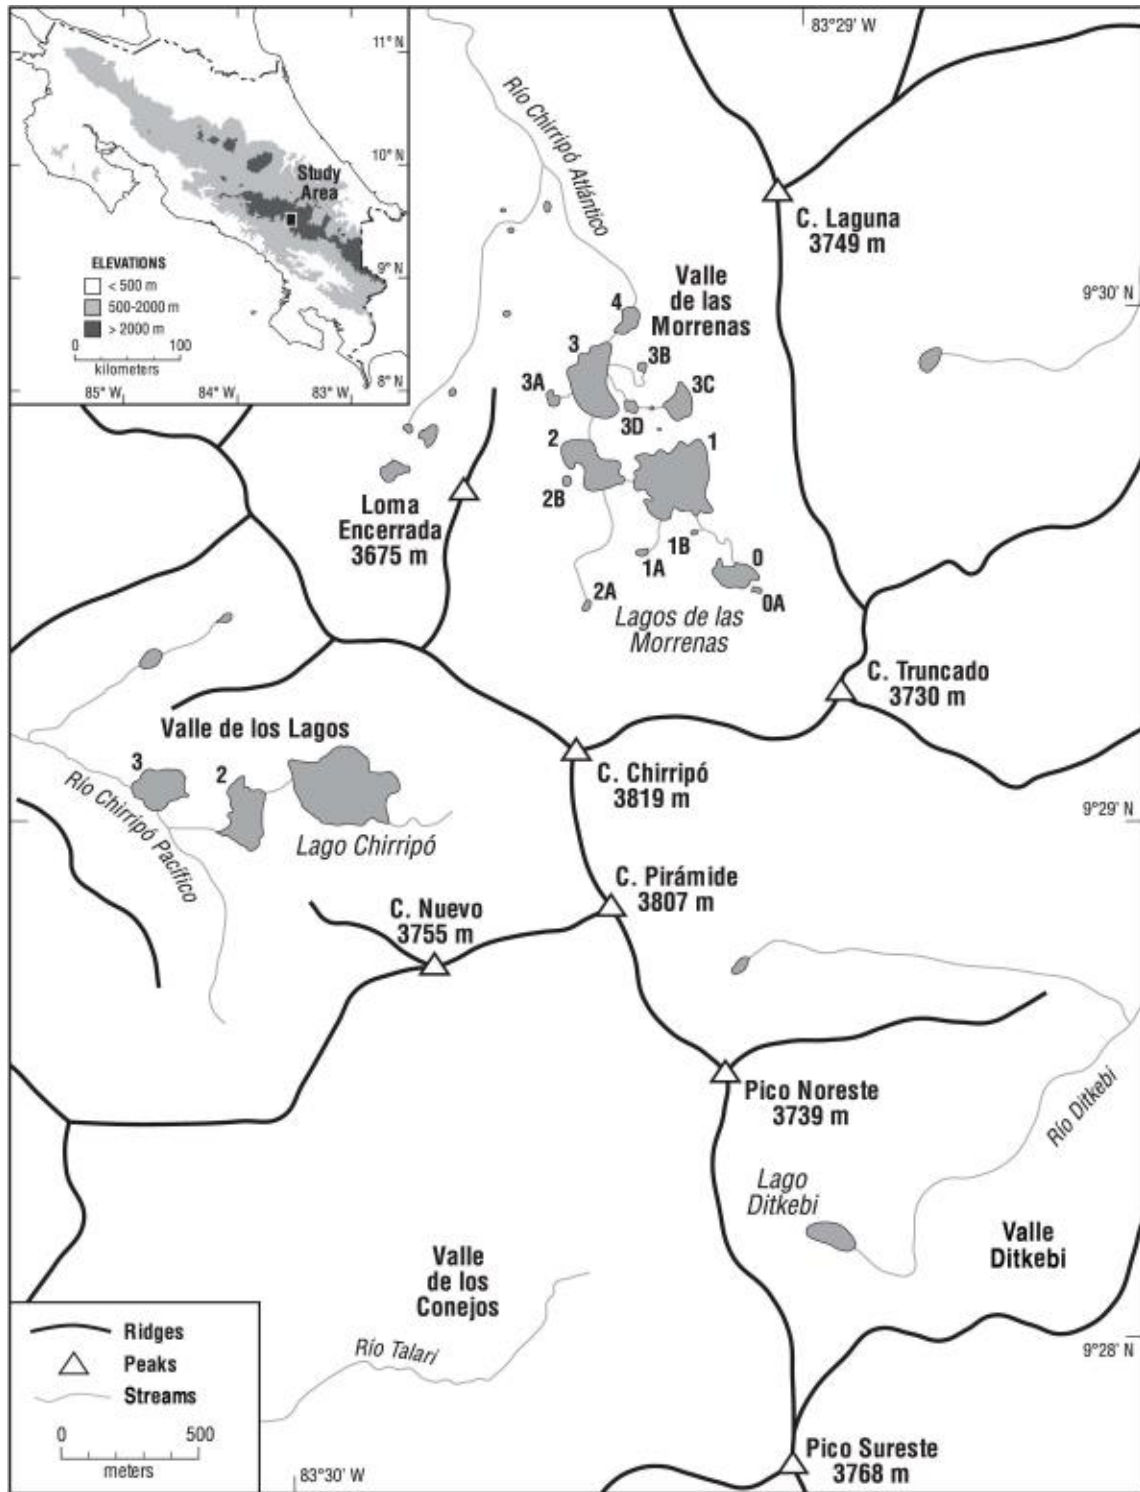 83°29' W
11° N
10° N
Study
Area
9° N
ELEVATIONS
< 500 m
500-2000 m
> 2000 m
0 100
kilometers
8° N
85° W 84° W 83° W
Río Chirripó Atlántico
C. Laguna
3749 m
9°30' N
Valle
de las
Morrenas
4
3
3B
3A
3C
3D
2
1
2B
Loma
Encerrada
3675 m
1B
1A
0
2A
0A
Lagos de las
Morrenas
C. Truncado
3730 m
Valle de los Lagos
3
2
C. Chirripó
3819 m
9°29' N
Río Chirripó Pacífico
Lago Chirripó
C. Pirámide
3807 m
C. Nuevo
3755 m
Pico Noreste
3739 m
Río Ditkebi
Lago
Ditkebi
Valle
Ditkebi
Valle
de los
Conejos
Río Talari
9°28' N
Ridges
Peaks
Streams
0 500
meters
Pico Sureste
3768 m
83°30' W